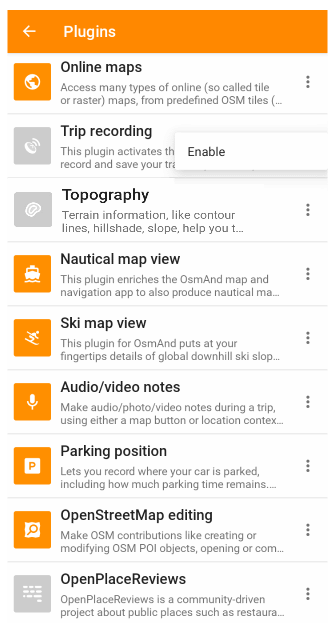 Plugins
Online maps
Access many types of online (so called tile
or raster) maps, from predefined OSM tiles (...
Trip recording
This plugin activates th
record and save your tra
Enable
Topography
Terrain information, like contour
lines, hillshade, slope, help you t...
Nautical map view
This plugin enriches the OsmAnd map and
navigation app to also produce nautical ma...
Ski map view
This plugin for OsmAnd puts at your
fingertips details of global downhill ski slop...
Audio/video notes
Make audio/photo/video notes during a trip,
using either a map button or location contex...
Parking position
P
Lets you record where your car is parked,
including how much parking time remains....
OpenStreetMap editing
Make OSM contributions like creating or
modifying OSM POI objects, opening or com...
OpenPlaceReviews
OpenPlaceReviews is a community-driven
project about public places such as restaura...